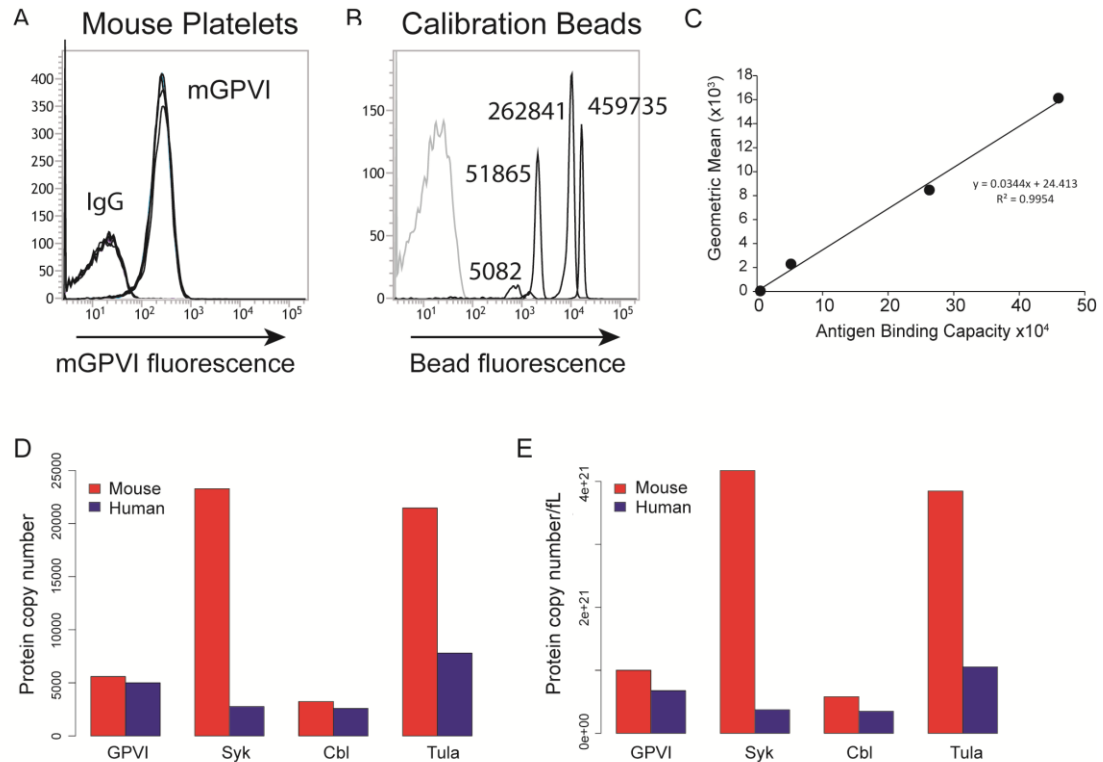 A
Mouse Platelets
400
350
300
250
200
150
100
50
0
mGPVI
IgG
10¹ 10² 10³ 10⁴ 10⁵
mGPVI fluorescence
B
Calibration Beads
150
100
50
0
5082
51865
262841
459735
10¹ 10² 10³ 10⁴ 10⁵
Bead fluorescence
C
Geometric Mean (x10³)
18
16
14
12
10
8
6
4
2
0
y = 0.0344x + 24.413
R² = 0.9954
0 10 20 30 40 50
Antigen Binding Capacity x10⁴
D
Protein copy number
25000
20000
15000
10000
5000
0
Mouse
Human
GPVI Syk Cbl Tula
E
Protein copy number/fL
4e+21
2e+21
0e+00
Mouse
Human
GPVI Syk Cbl Tula